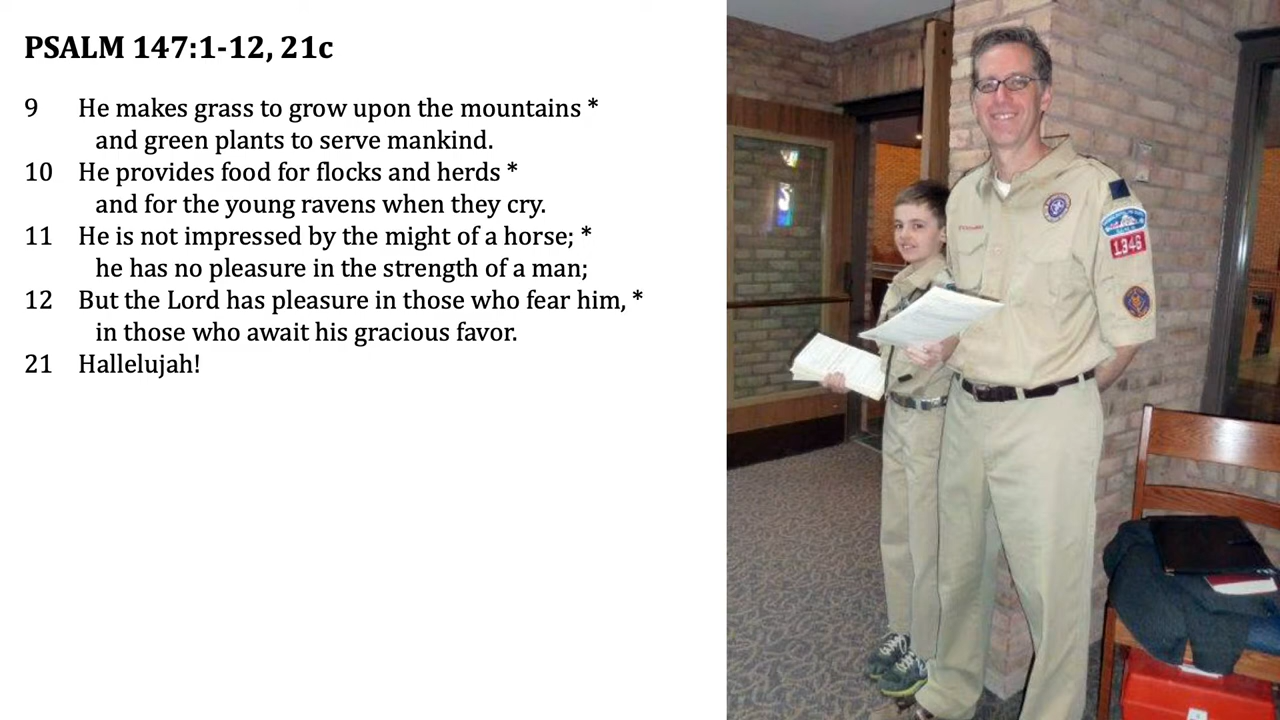 PSALM 147:1-12, 21c
9 He makes grass to grow upon the mountains *
and green plants to serve mankind.
10 He provides food for flocks and herds *
and for the young ravens when they cry.
11 He is not impressed by the might of a horse; *
he has no pleasure in the strength of a man;
12 But the Lord has pleasure in those who fear him, *
in those who await his gracious favor.
21 Hallelujah!
1346